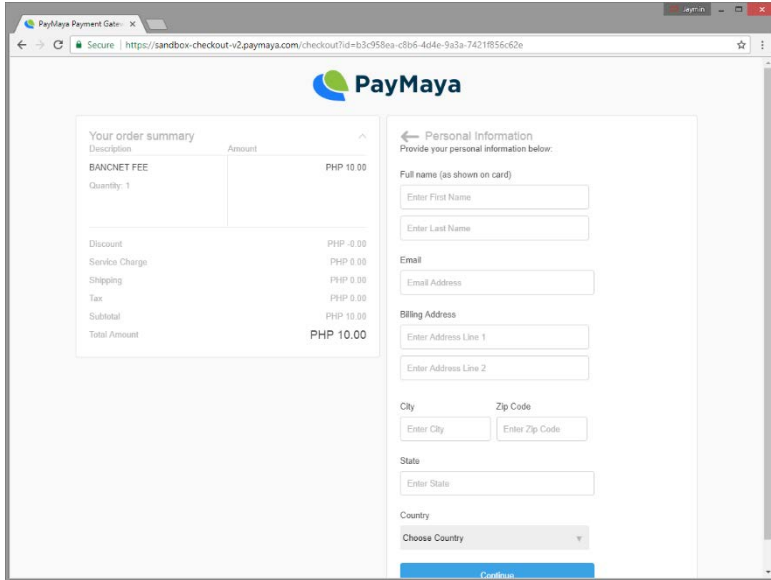 Jaymin
PayMaya Payment Gate
Secure | https://sandbox-checkout-v2.paymaya.com/checkout?id=b3c958ea-c8b6-4d4e-9a3a-7421f856c62e
PayMaya
Your order summary
Description Amount
BANCNET FEE PHP 10.00
Quantity: 1
Discount PHP -0.00
Service Charge PHP 0.00
Shipping PHP 0.00
Tax PHP 0.00
Subtotal PHP 10.00
Total Amount PHP 10.00
Personal Information
Provide your personal information below:
Full name (as shown on card)
Enter First Name
Enter Last Name
Email
Email Address
Billing Address
Enter Address Line 1
Enter Address Line 2
City Zip Code
Enter City Enter Zip Code
State
Enter State
Country
Choose Country
Continue